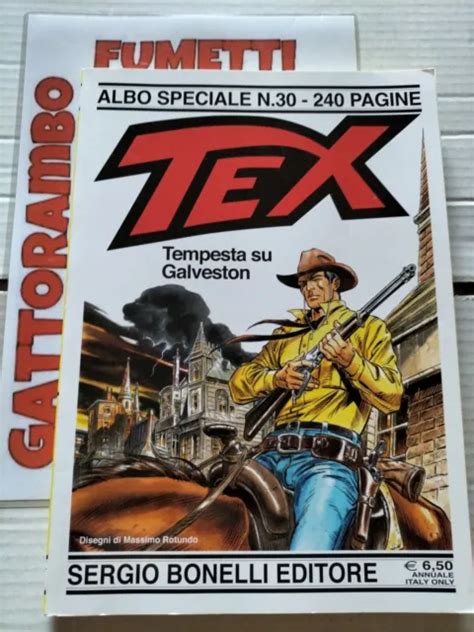 FUMETTI
GATTORAMBO
ALBO SPECIALE N.30 - 240 PAGINE
TEX
Tempesta su
Galveston
Disegni di Massimo Rotundo
SERGIO BONELLI EDITORE
€ 6,50
ANNUALE
ITALY ONLY